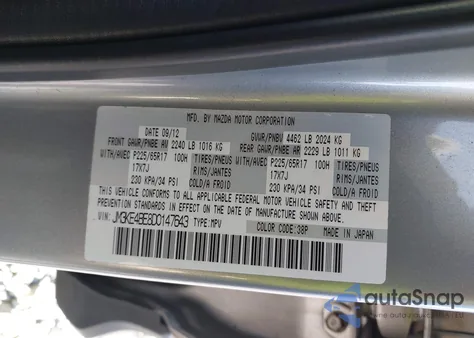 MFD. BY MAZDA MOTOR CORPORATION
DATE 09/12 GVWR/PNBV 4462 LB 2024 KG
FRONT GAWR/PNBE AV 2240 LB 1016 KG REAR GAWR/PNBE AR 2229 LB 1011 KG
WITH/AVEC P225/65R17 100H TIRES/PNEUS WITH/AVEC P225/65R17 100H TIRES/PNEUS
17X7J RIMS/JANTES 17X7J RIMS/JANTES
230 KPA/34 PSI COLD/A FROID 230 KPA/34 PSI COLD/A FROID
THIS VEHICLE CONFORMS TO ALL APPLICABLE FEDERAL MOTOR VEHICLE SAFETY AND THEFT
PREVENTION STANDARDS IN EFFECT ON THE DATE OF MANUFACTURE SHOWN ABOVE.
VIN: JM3KE4BE8D0147643 TYPE:MPV COLOR CODE:38P MADE IN JAPAN
autoSnap